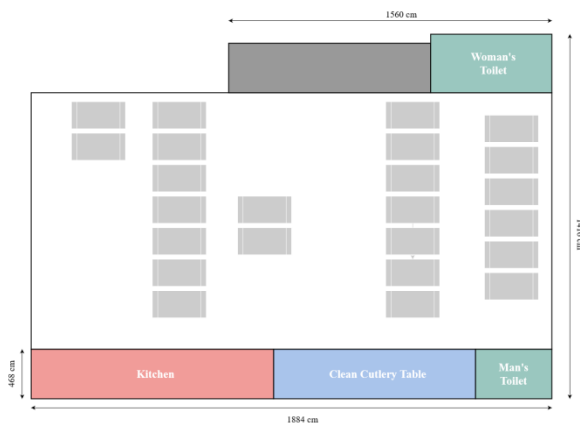 1560 cm
Woman's
Toilet
468 cm
Kitchen
Clean Cutlery Table
Man's
Toilet
1884 cm